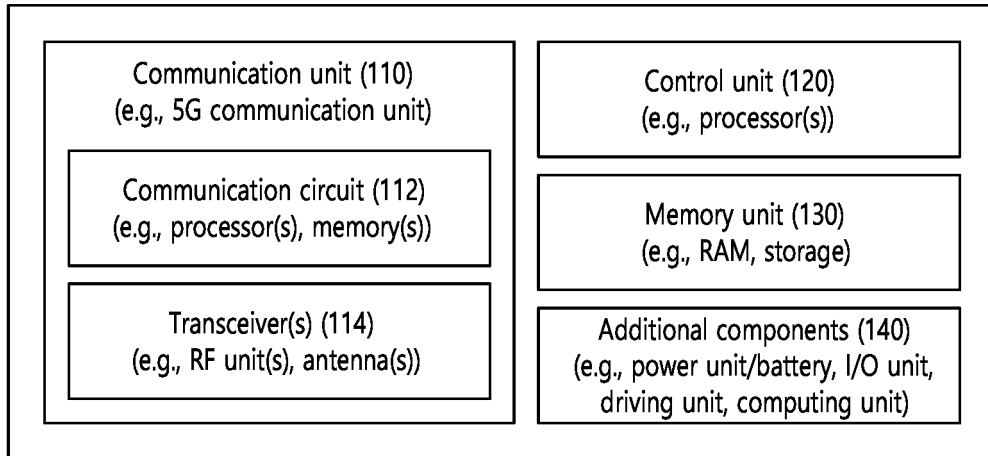 Communication unit (110)
(e.g., 5G communication unit)
Communication circuit (112)
(e.g., processor(s), memory(s))
Transceiver(s) (114)
(e.g., RF unit(s), antenna(s))
Control unit (120)
(e.g., processor(s))
Memory unit (130)
(e.g., RAM, storage)
Additional components (140)
(e.g., power unit/battery, I/O unit,
driving unit, computing unit)